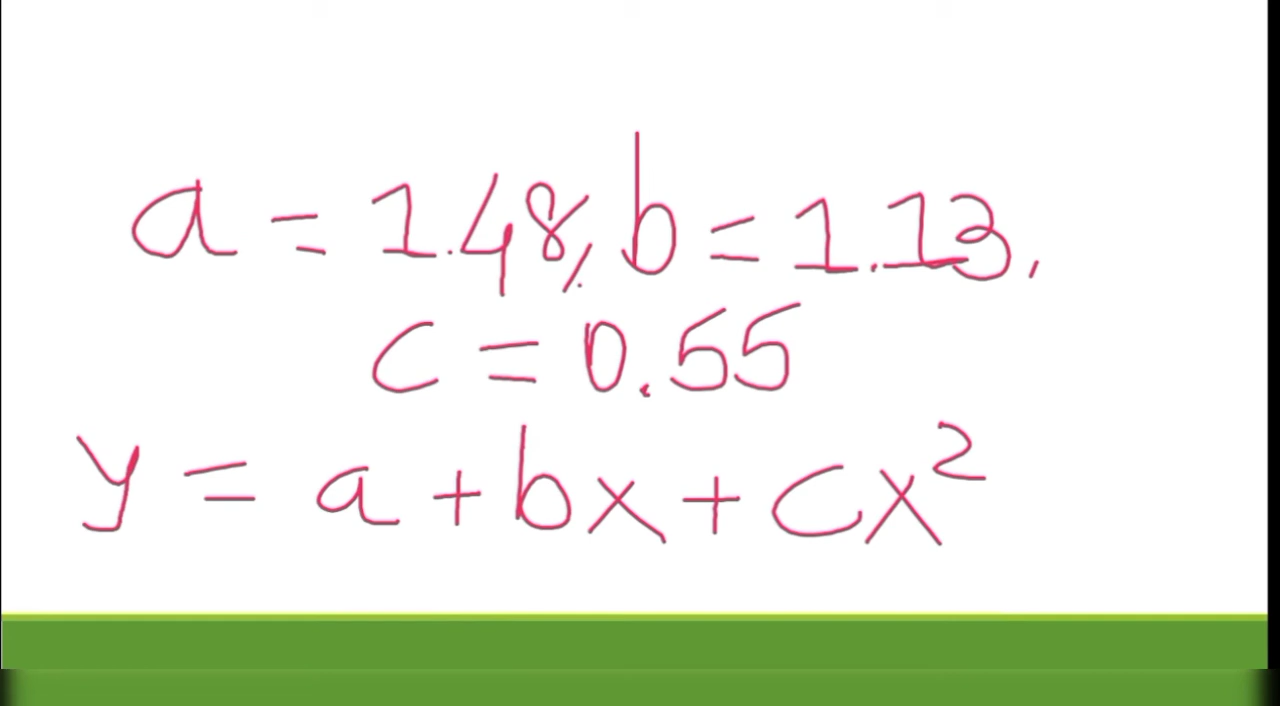 a = 1.48, b = 1.13,
c = 0.55
y = a + bx + cx²